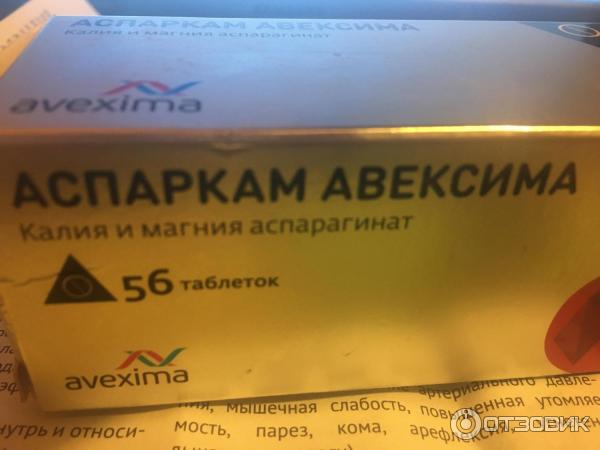 АСПАРКАМ АВЕКСИМА
Калия и магния аспарагинат
avexima
АСПАРКАМ АВЕКСИМА
Калия и магния аспарагинат
56 таблеток
avexima
артериального давле-
мышечная слабость, повышенная утомляе
нутрь и относи-
мость, парез, кома, арефлексия,
ОТЗОВИК